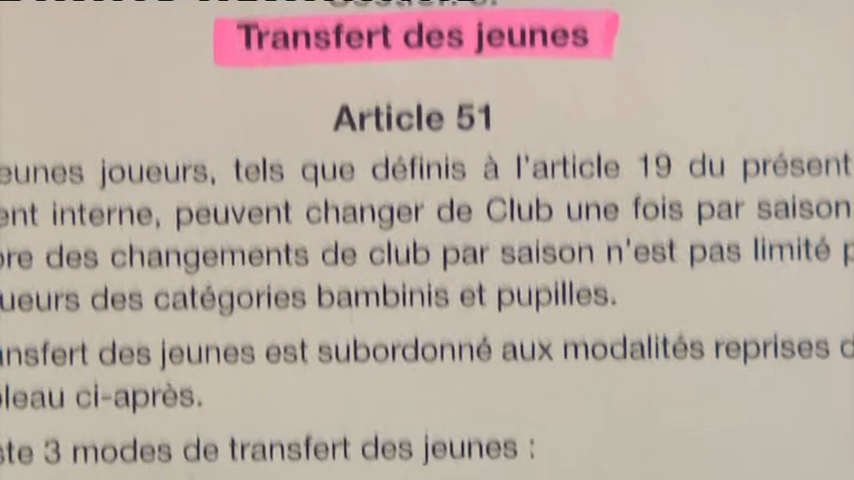 Transfert des jeunes
Article 51
eunes joueurs, tels que définis à l'article 19 du présent
ent interne, peuvent changer de Club une fois par saison
bre des changements de club par saison n'est pas limité p
ueurs des catégories bambinis et pupilles.
ansfert des jeunes est subordonné aux modalités reprises d
leau ci-après.
ste 3 modes de transfert des jeunes :